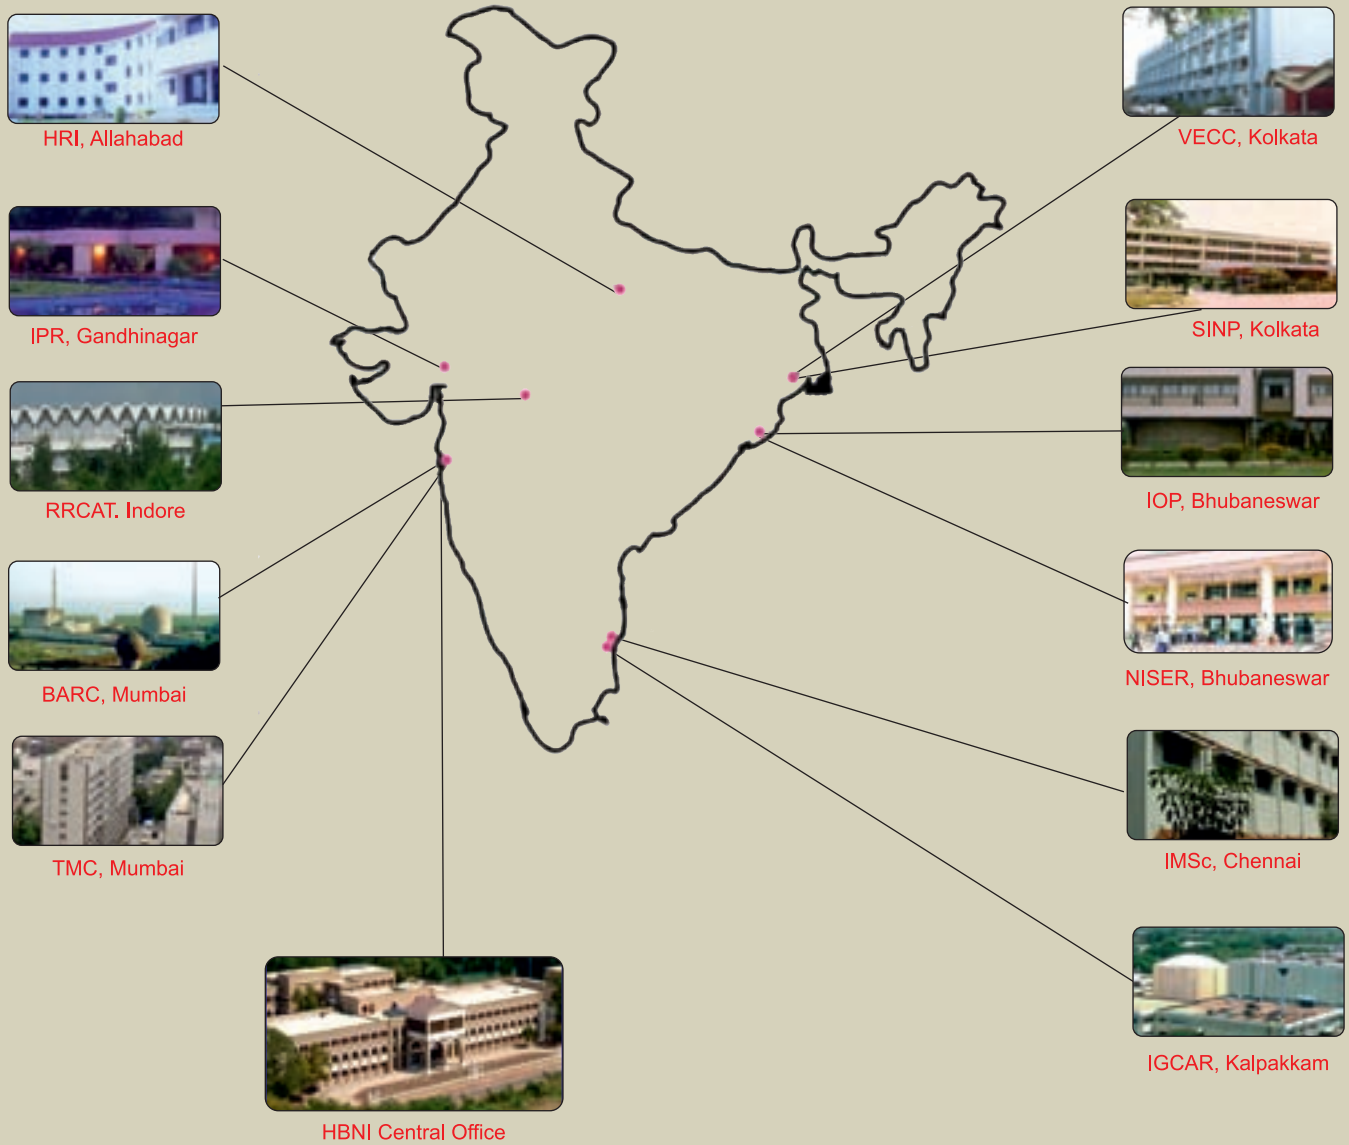 HRI, Allahabad
IPR, Gandhinagar
RRCAT. Indore
BARC, Mumbai
TMC, Mumbai
HBNI Central Office
VECC, Kolkata
SINP, Kolkata
IOP, Bhubaneswar
NISER, Bhubaneswar
IMSc, Chennai
IGCAR, Kalpakkam